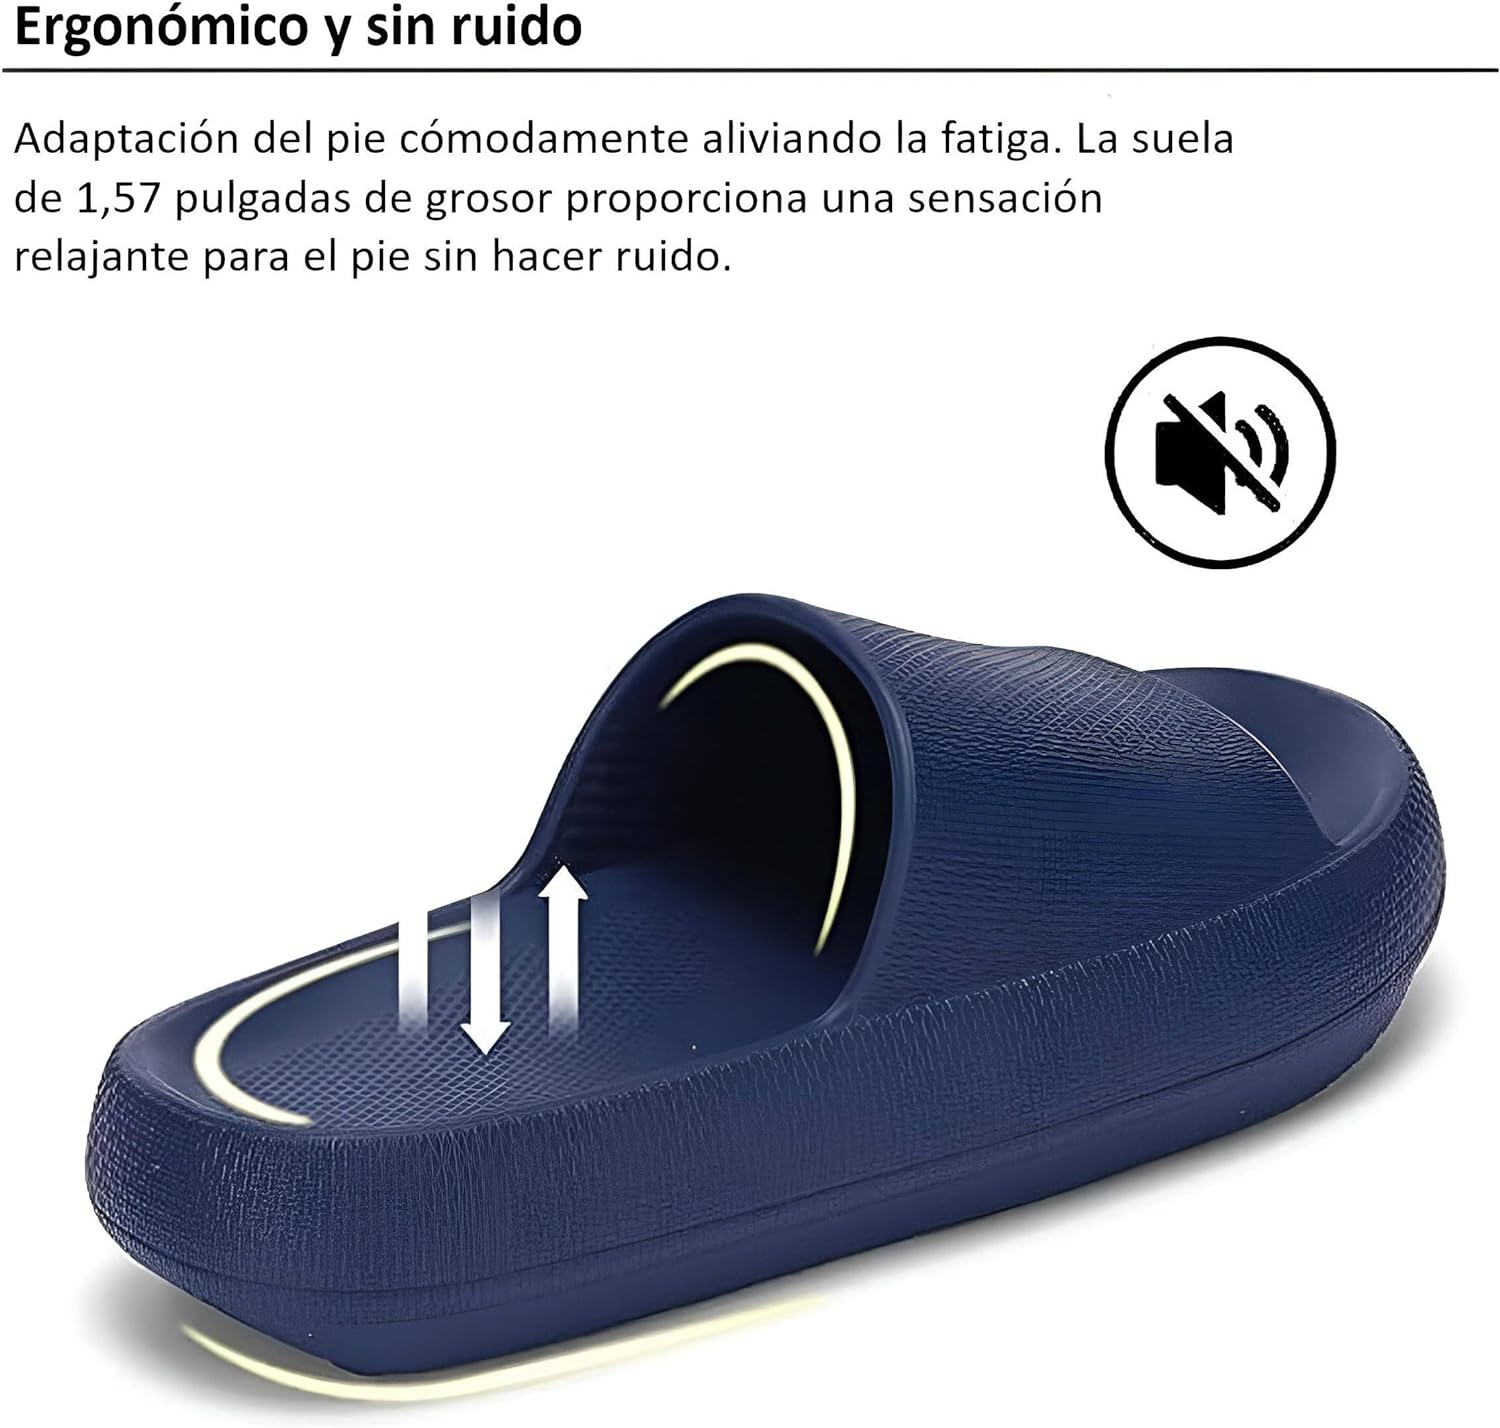 Ergonómico y sin ruido
Adaptación del pie cómodamente aliviando la fatiga. La suela
de 1,57 pulgadas de grosor proporciona una sensación
relajante para el pie sin hacer ruido.